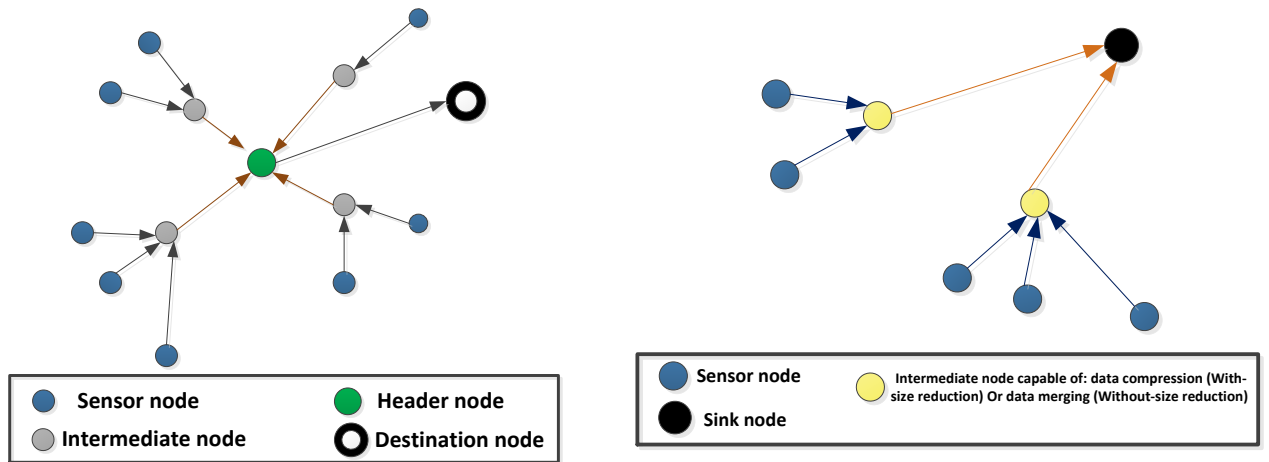 Sensor node
Header node
Intermediate node
Destination node
Sensor node
Intermediate node capable of: data compression (With-
size reduction) Or data merging (Without-size reduction)
Sink node